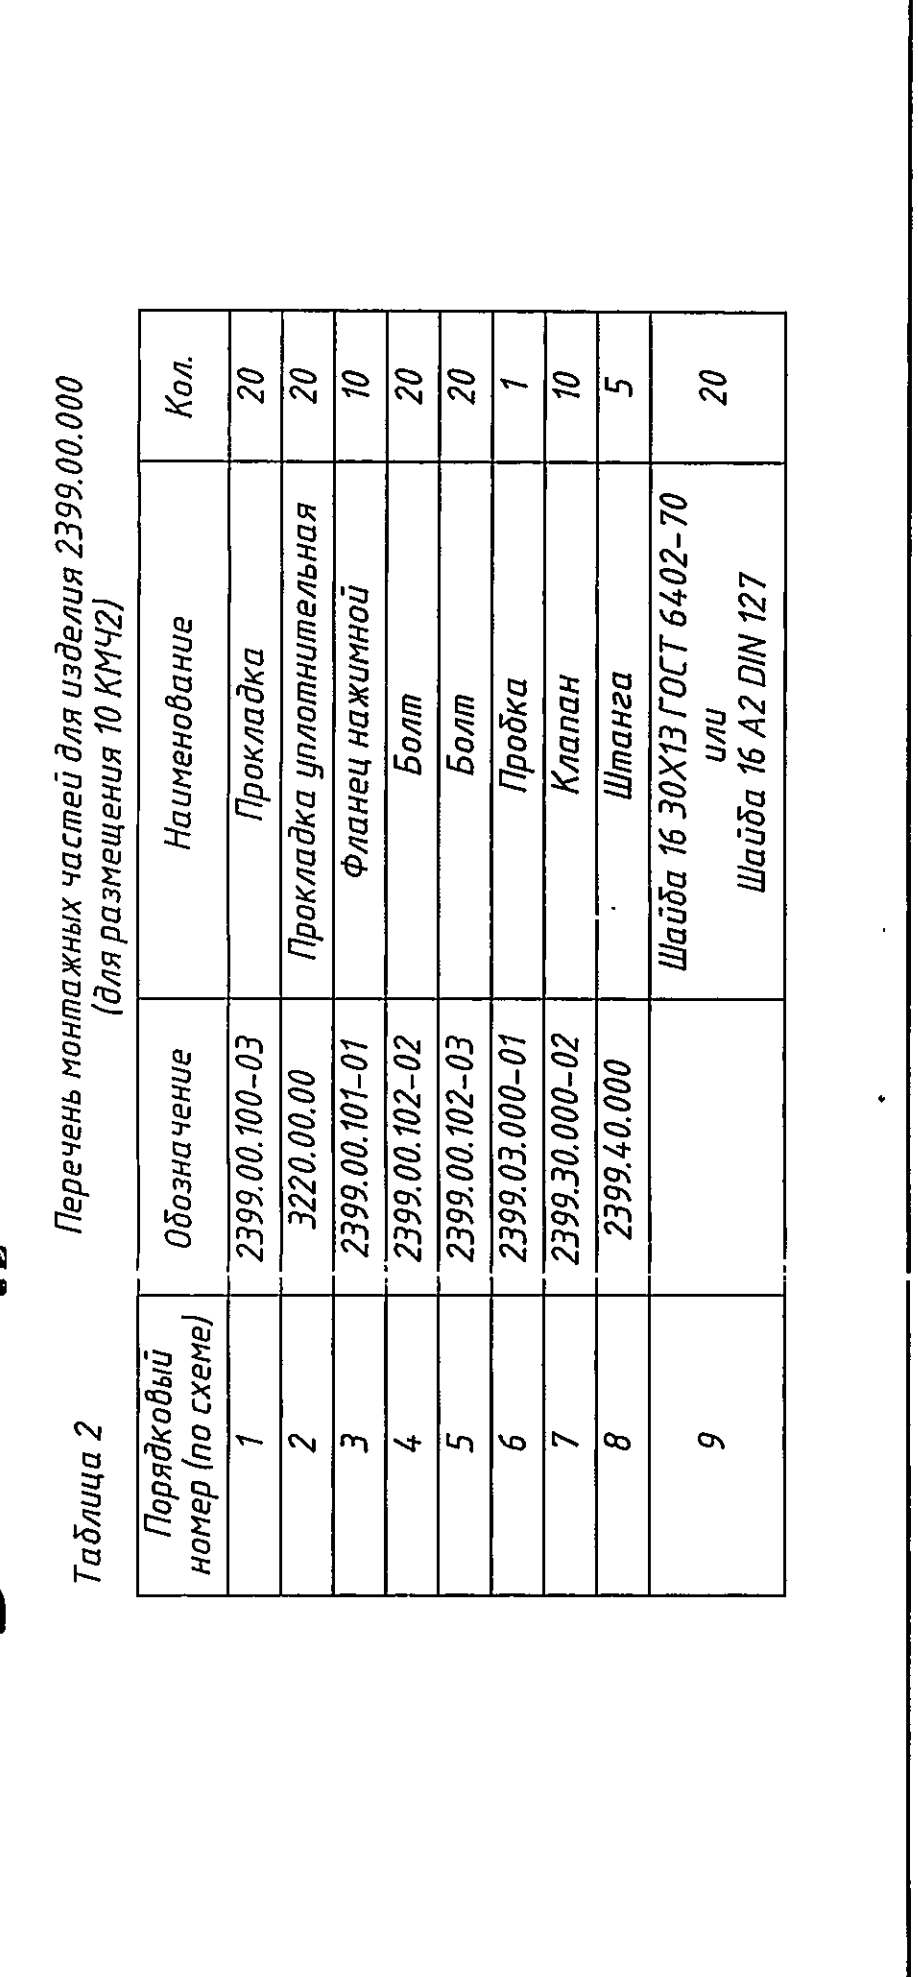 Таблица 2
Перечень монтажных частей для изделия 2399.00.000
(для размещения 10 КМЧ2)
Порядковый номер (по схеме) Обозначение Наименование Кол.
1 2399.00.100-03 Прокладка 20
2 3220.00.00 Прокладка уплотнительная 20
3 2399.00.101-01 Фланец нажимной 10
4 2399.00.102-02 Болт 20
5 2399.00.102-03 Болт 20
6 2399.03.000-01 Пробка 1
7 2399.30.000-02 Клапан 10
8 2399.40.000 Штанга 5
9 Шайба 16 30Х13 ГОСТ 6402-70
или
Шайба 16 А2 DIN 127 20